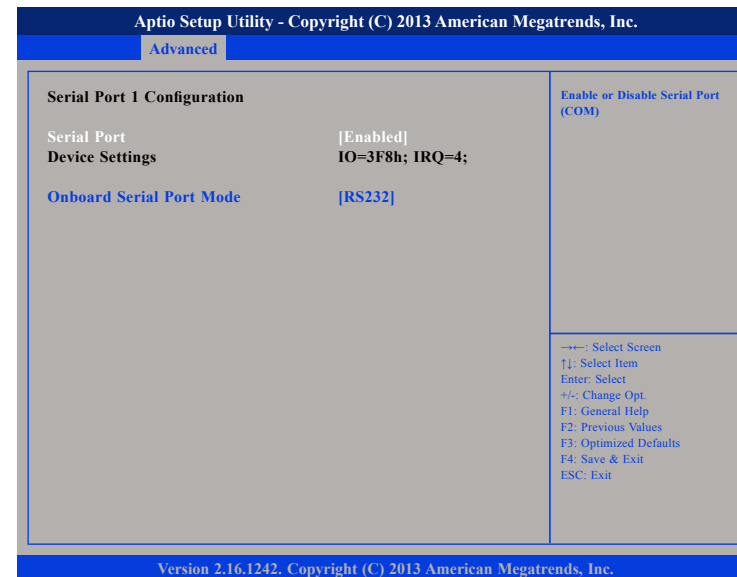 Aptio Setup Utility - Copyright (C) 2013 American Megatrends, Inc.
Advanced
Serial Port 1 Configuration
Serial Port [Enabled]
Device Settings IO=3F8h; IRQ=4;
Onboard Serial Port Mode [RS232]
Enable or Disable Serial Port
(COM)
→←: Select Screen
↑↓: Select Item
Enter: Select
+/-: Change Opt.
F1: General Help
F2: Previous Values
F3: Optimized Defaults
F4: Save & Exit
ESC: Exit
Version 2.16.1242. Copyright (C) 2013 American Megatrends, Inc.